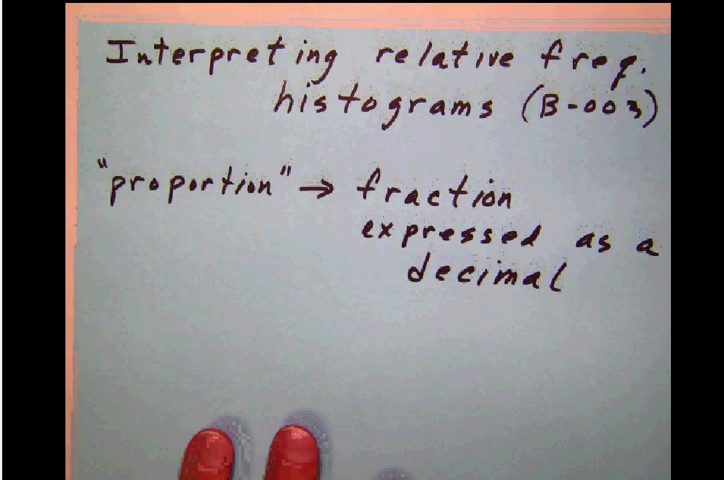 Interpreting relative freq.
histograms (B-003)
"proportion" → fraction
expressed as a
decimal